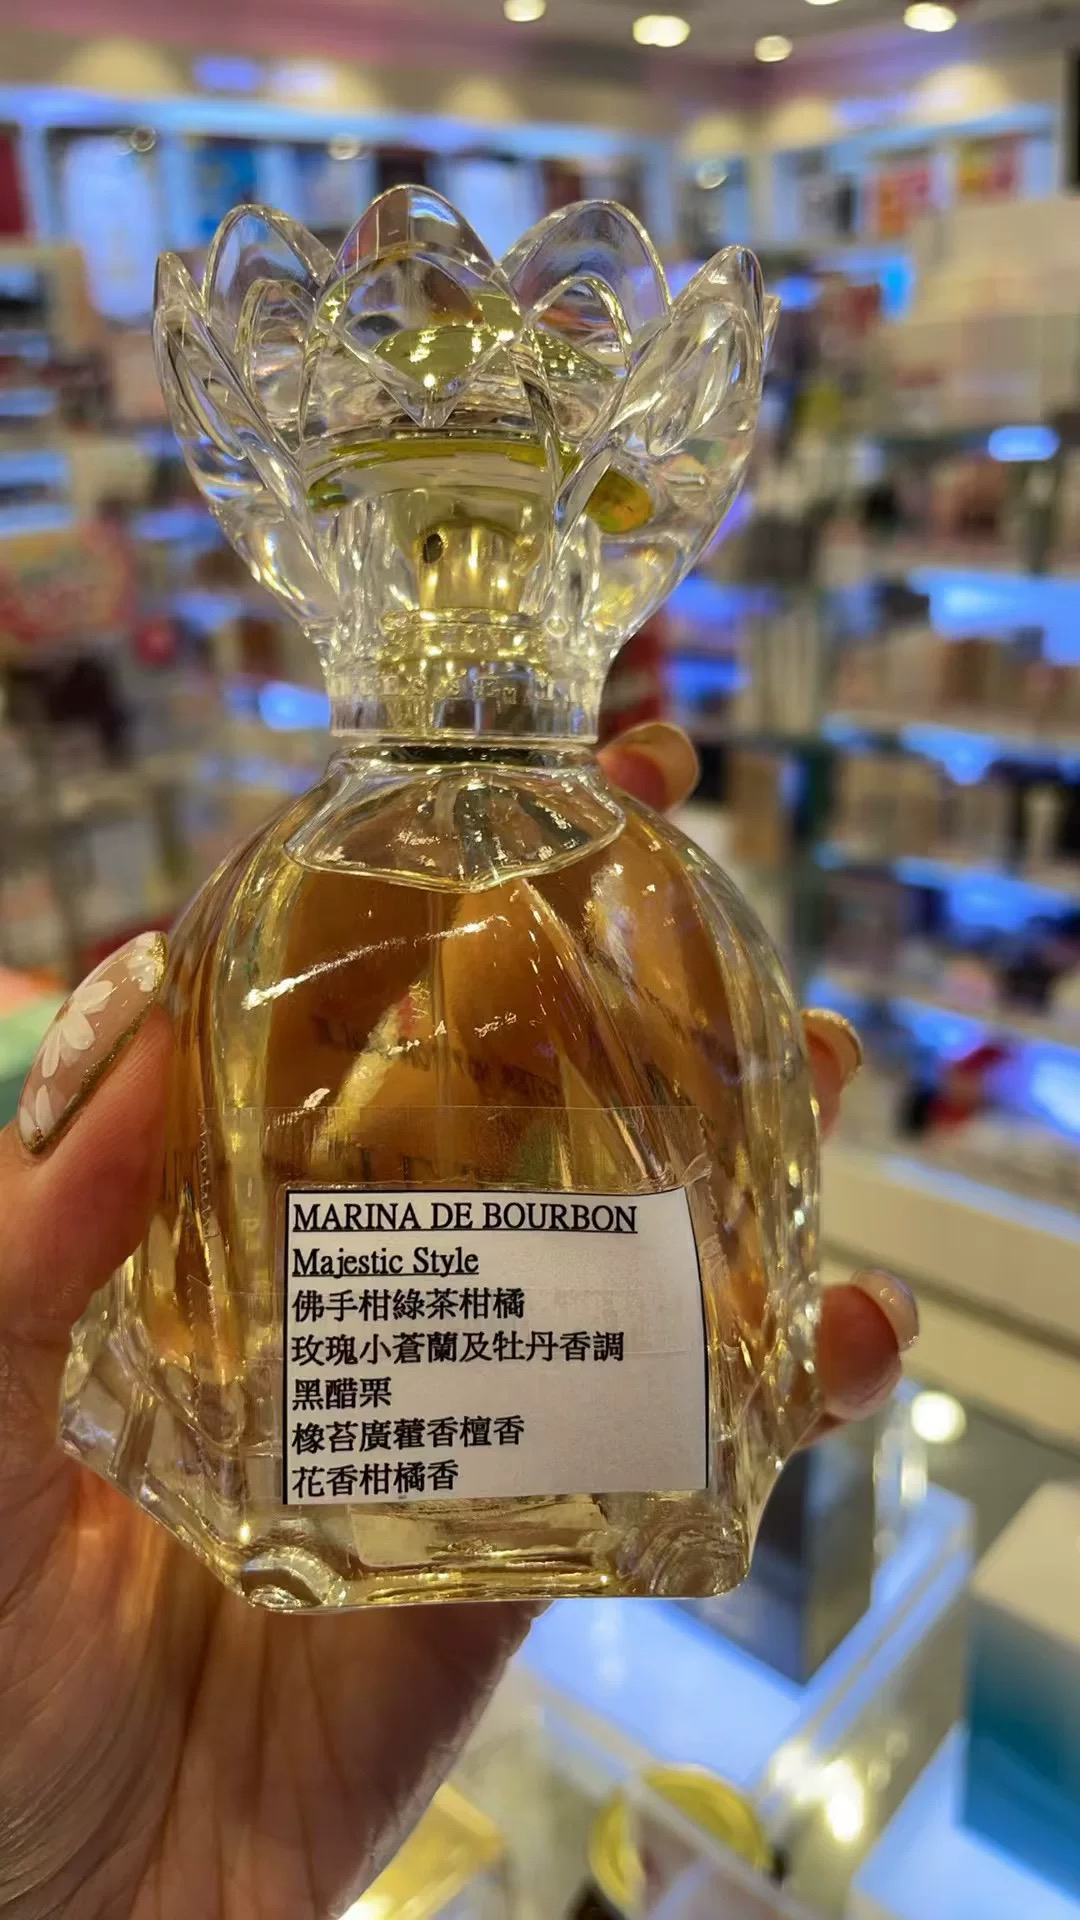 MARINA DE BOURBON
Majestic Style
佛手柑綠茶柑橘
玫瑰小蒼蘭及牡丹香調
黑醋栗
橡苔廣藿香檀香
花香柑橘香